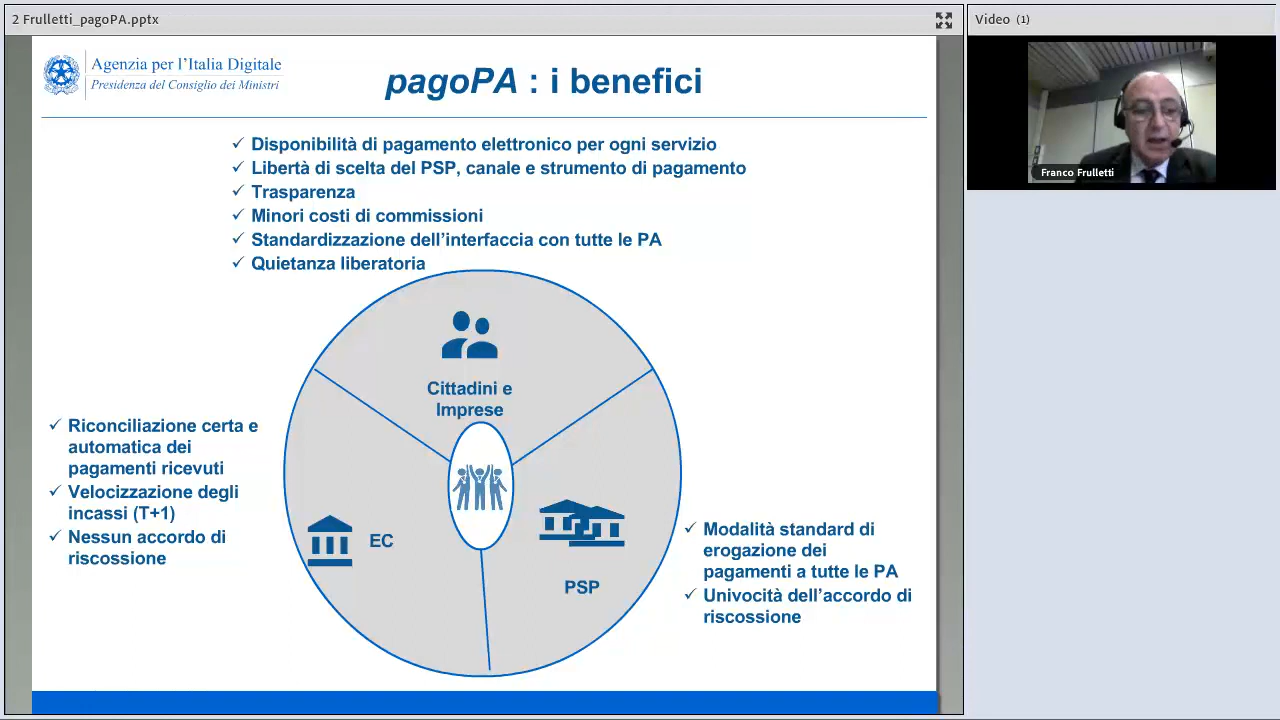 2 Frulletti_pagoPA.pptx
Video (1)
Agenzia per l'Italia Digitale
Presidenza del Consiglio dei Ministri
pagoPA : i benefici
Franco Frulletti
✓ Disponibilità di pagamento elettronico per ogni servizio
✓ Libertà di scelta del PSP, canale e strumento di pagamento
✓ Trasparenza
✓ Minori costi di commissioni
✓ Standardizzazione dell'interfaccia con tutte le PA
✓ Quietanza liberatoria
Cittadini e
Imprese
✓ Riconciliazione certa e
automatica dei
pagamenti ricevuti
✓ Velocizzazione degli
incassi (T+1)
✓ Nessun accordo di
riscossione
EC
PSP
✓ Modalità standard di
erogazione dei
pagamenti a tutte le PA
✓ Univocità dell'accordo di
riscossione